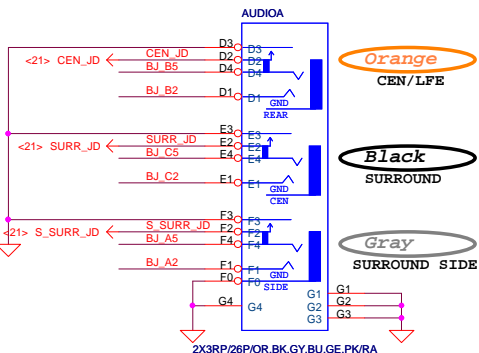 AUDIOA
D3 D3
<21> CEN_JD CEN_JD D2 D2
BJ_B5 D4 D4
Orange
CEN/LFE
BJ_B2 D1 D1
GND
REAR
E3 E3
<21> SURR_JD SURR_JD E2 E2
BJ_C5 E4 E4
Black
SURROUND
BJ_C2 E1 E1
GND
CEN
F3 F3
<21> S_SURR_JD S_SURR_JD F2 F2
BJ_A5 F4 F4
Gray
SURROUND SIDE
BJ_A2 F1 F1
GND
F0 F0
SIDE
G4 G4
G1 G1
G2 G2
G3 G3
2X3RP/26P/OR,BK,GY,BU,GE,PK/RA